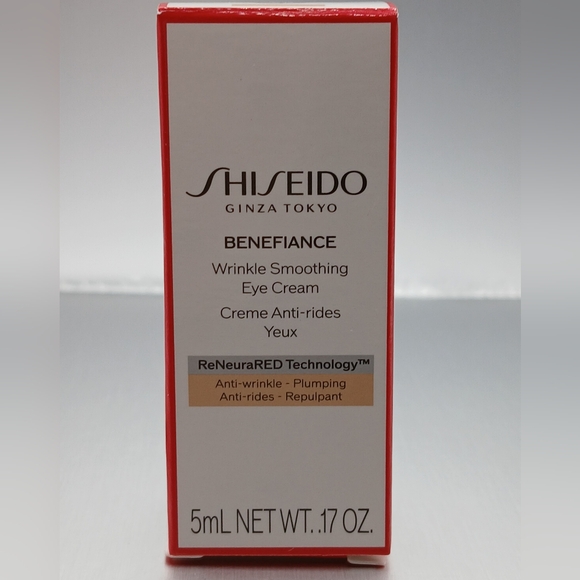 SHISEIDO
GINZA TOKYO
BENEFIANCE
Wrinkle Smoothing
Eye Cream
Creme Anti-rides
Yeux
ReNeuraRED Technology™
Anti-wrinkle - Plumping
Anti-rides - Repulpant
5mL NET WT. .17 OZ.